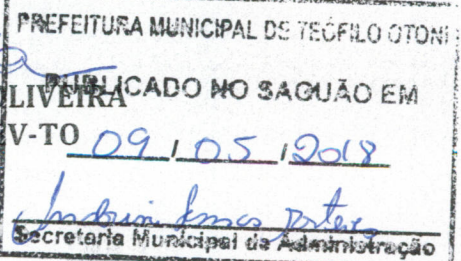 PREFEITURA MUNICIPAL DE TEÓFILO OTONI
PUBLICADO NO SAGUÃO EM
LIVEIRA
V-TO 09 / 05 / 2018
Secretaria Municipal de Administração